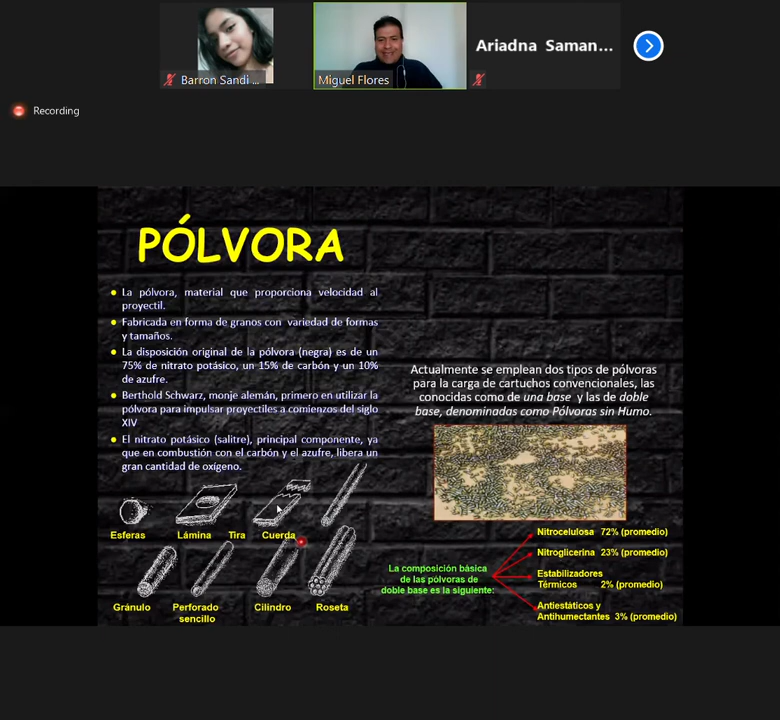 Barron Sandi ...
Miguel Flores
Ariadna Saman...
Recording
PÓLVORA
La pólvora, material que proporciona velocidad al
proyectil.
Fabricada en forma de granos con variedad de formas
y tamaños.
La disposición original de la pólvora (negra) es de un
75% de nitrato potásico, un 15% de carbón y un 10%
de azufre.
Berthold Schwarz, monje alemán, primero en utilizar la
pólvora para impulsar proyectiles a comienzos del siglo
XIV
El nitrato potásico (salitre), principal componente, ya
que en combustión con el carbón y el azufre, libera un
gran cantidad de oxígeno.
Esferas
Lámina
Tira
Cuerda
Gránulo
Perforado
sencillo
Cilindro
Roseta
Actualmente se emplean dos tipos de pólvoras
para la carga de cartuchos convencionales, las
conocidas como de una base y las de doble
base, denominadas como Pólvoras sin Humo.
La composición básica
de las pólvoras de
doble base es la siguiente:
Nitrocelulosa 72% (promedio)
Nitroglicerina 23% (promedio)
Estabilizadores
Térmicos 2% (promedio)
Antiestáticos y
Antihumectantes 3% (promedio)